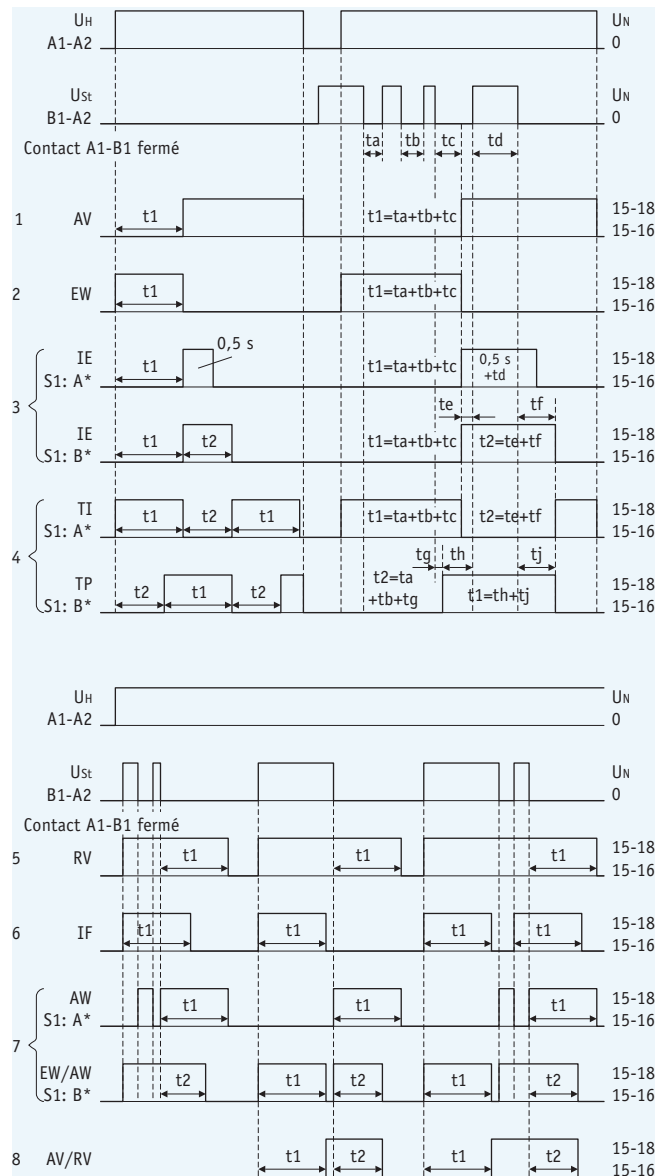 UH UN
A1-A2 0
USt UN
B1-A2 0
Contact A1-B1 fermé ta tb tc td
1 AV t1 t1=ta+tb+tc 15-18
15-16
2 EW t1 t1=ta+tb+tc 15-18
15-16
3 IE S1: A* t1 0,5 s t1=ta+tb+tc 0,5 s +td 15-18
15-16
te tf
IE S1: B* t1 t2 t1=ta+tb+tc t2=te+tf 15-18
15-16
4 TI S1: A* t1 t2 t1 t1=ta+tb+tc t2=te+tf 15-18
15-16
tg th tj
TP S1: B* t2 t1 t2 t2=ta +tb+tg t1=th+tj 15-18
15-16
UH UN
A1-A2 0
USt UN
B1-A2 0
Contact A1-B1 fermé
5 RV t1 t1 t1 15-18
15-16
6 IF t1 t1 t1 t1 15-18
15-16
7 AW S1: A* t1 t1 t1 15-18
15-16
EW/AW S1: B* t2 t1 t2 t1 t2 15-18
15-16
8 AV/RV t1 t2 t1 t2 15-18
15-16